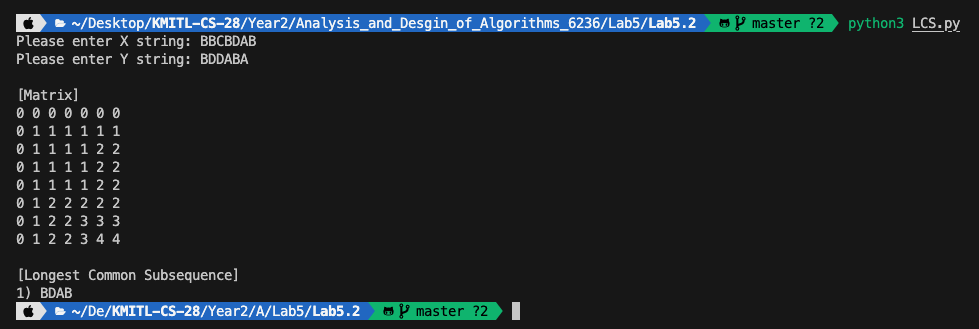 ~/Desktop/KMITL-CS-28/Year2/Analysis_and_Desgin_of_Algorithms_6236/Lab5/Lab5.2 master ?2 python3 LCS.py
Please enter X string: BBCBDAB
Please enter Y string: BDDABA
[Matrix]
0 0 0 0 0 0 0
0 1 1 1 1 1 1
0 1 1 1 1 2 2
0 1 1 1 1 2 2
0 1 1 1 1 2 2
0 1 2 2 2 2 2
0 1 2 2 3 3 3
0 1 2 2 3 4 4
[Longest Common Subsequence]
1) BDAB
~/De/KMITL-CS-28/Year2/A/Lab5/Lab5.2 master ?2